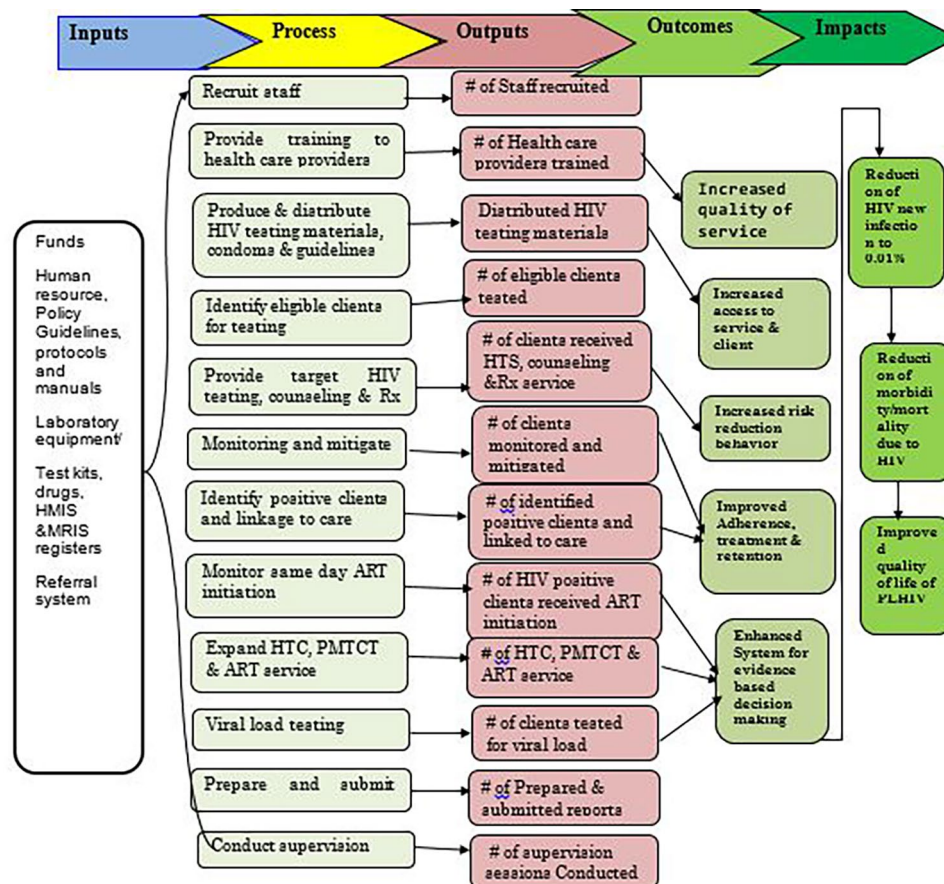 Inputs
Process
Outputs
Outcomes
Impacts
Funds
Human
resource,
Policy
Guidelines,
protocols
and
manuals
Laboratory
equipment/
Test kits,
drugs,
HMIS
&MRIS
registers
Referral
system
Recruit staff
Provide training to
health care providers
Produce & distribute
HIV testing materials,
condoms & guidelines
Identify eligible clients
for testing
Provide target HIV
testing, counseling & Rx
Monitoring and mitigate
Identify positive clients
and linkage to care
Monitor same day ART
initiation
Expand HTC, PMTCT
& ART service
Viral load testing
Prepare and submit
Conduct supervision
# of Staff recruited
# of Health care
providers trained
Distributed HIV
testing materials
# of eligible clients
tested
# of clients received
HTS, counseling
&Rx service
# of clients
monitored and
mitigated
# of identified
positive clients and
linked to care
# of HIV positive
clients received ART
initiation
# of HTC, PMTCT &
ART service
# of clients tested
for viral load
# of Prepared &
submitted reports
# of supervision
sessions Conducted
Increased
quality of
service
Increased
access to
service &
client
Increased risk
reduction
behavior
Improved
Adherence,
treatment &
retention
Enhanced
System for
evidence
based
decision
making
Reducti
on of
HIV new
infectio
n to
0.01%
Reducti
on of
morbidi
ty/mort
ality
due to
HIV
Improve
d
quality
of life of
PLHIV